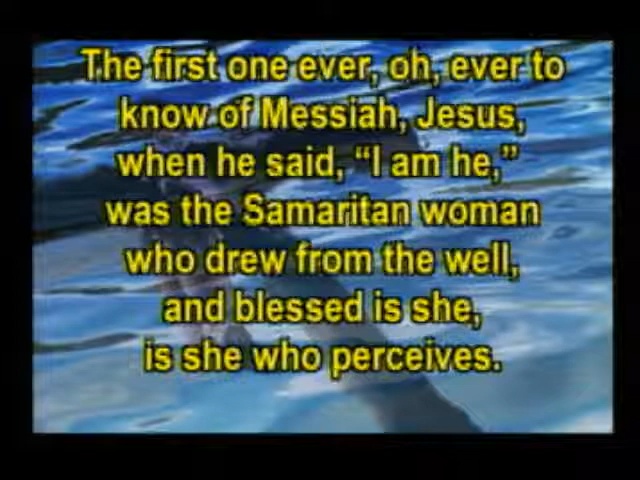 The first one ever, oh, ever to
know of Messiah, Jesus,
when he said, “I am he,”
was the Samaritan woman
who drew from the well,
and blessed is she,
is she who perceives.